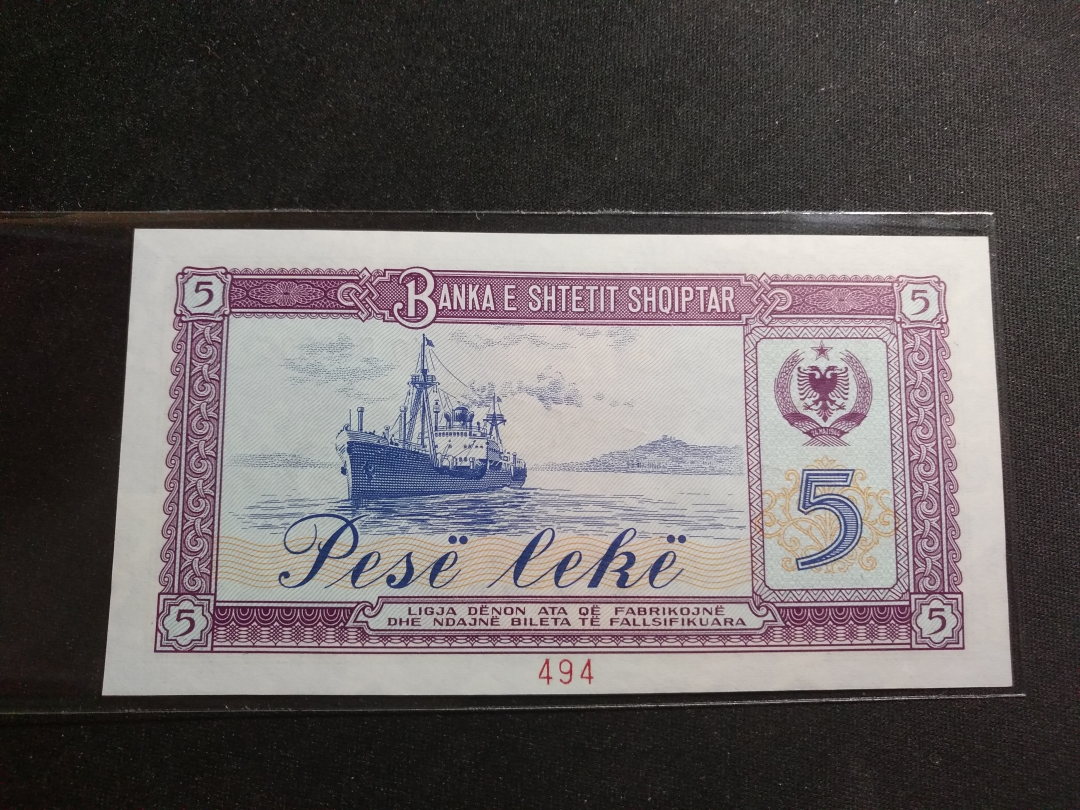 5 BANKA E SHTETIT SHQIPTAR 5
5
Pesë lekë
LIGJA DËNON ATA QË FABRIKOJNË
DHE NDAJNË BILETA TË FALLSIFIKUARA
5 5
494